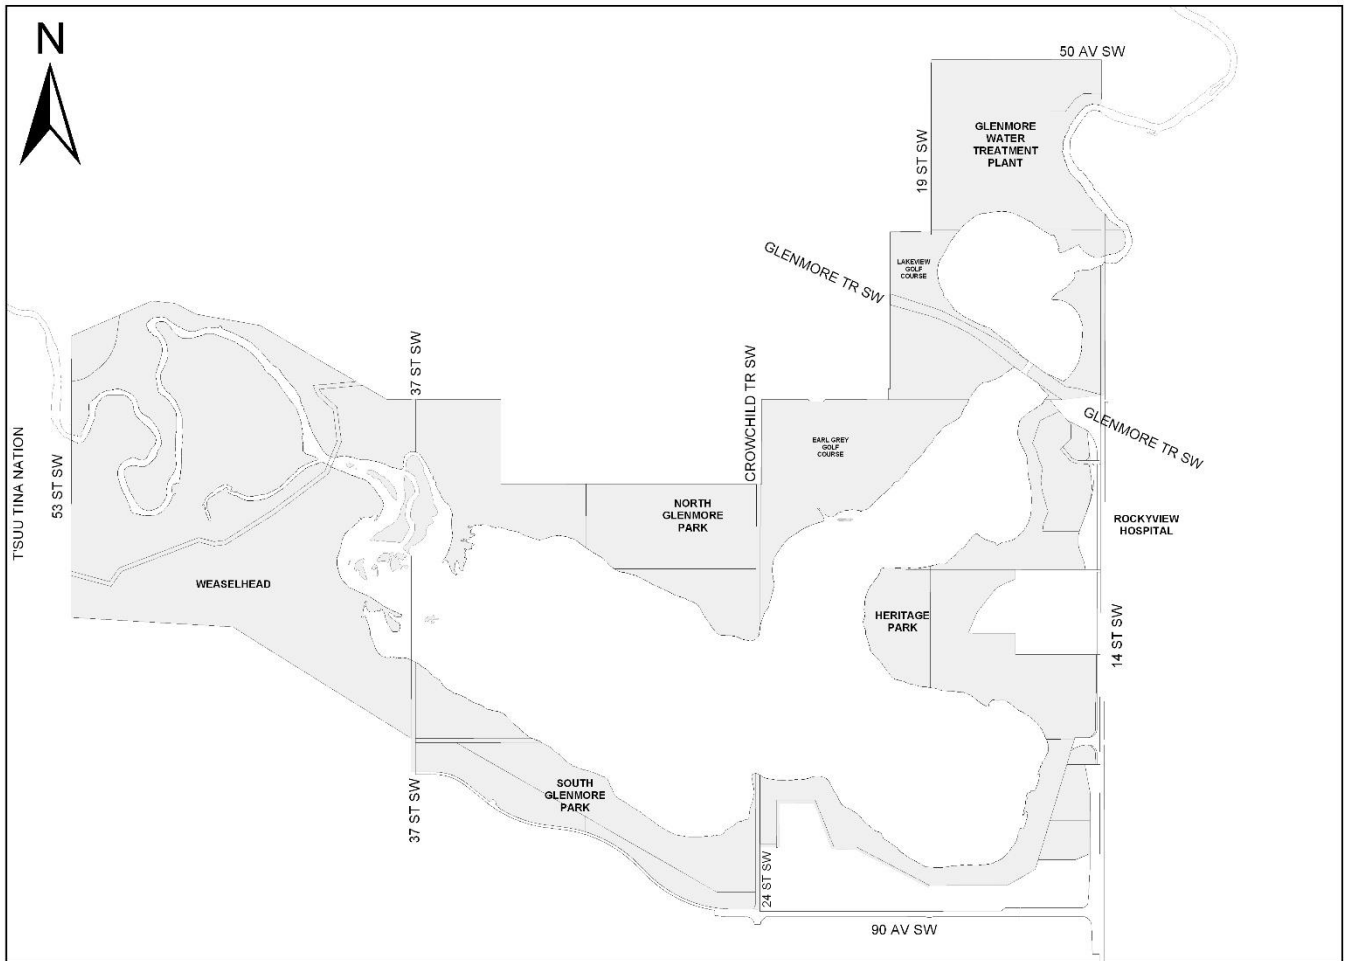 N
50 AV SW
GLENMORE
WATER
TREATMENT
PLANT
19 ST SW
GLENMORE TR SW
LAKEVIEW
GOLF
COURSE
37 ST SW
CROWCHILD TR SW
GLENMORE TR SW
EARL GREY
GOLF
COURSE
T'SUU TINA NATION
53 ST SW
NORTH
GLENMORE
PARK
ROCKYVIEW
HOSPITAL
WEASELHEAD
HERITAGE
PARK
14 ST SW
SOUTH
GLENMORE
PARK
37 ST SW
24 ST SW
90 AV SW